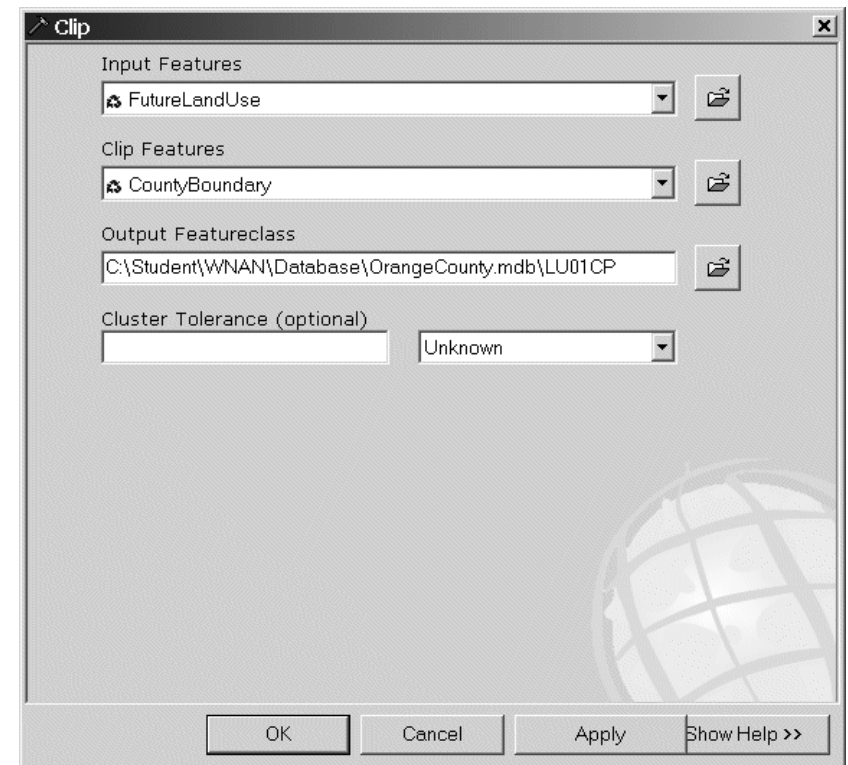 Clip
Input Features
FutureLandUse
Clip Features
CountyBoundary
Output Featureclass
C:\Student\WNAN\Database\OrangeCounty.mdb\LU01CP
Cluster Tolerance (optional)
Unknown
OK Cancel Apply Show Help >>